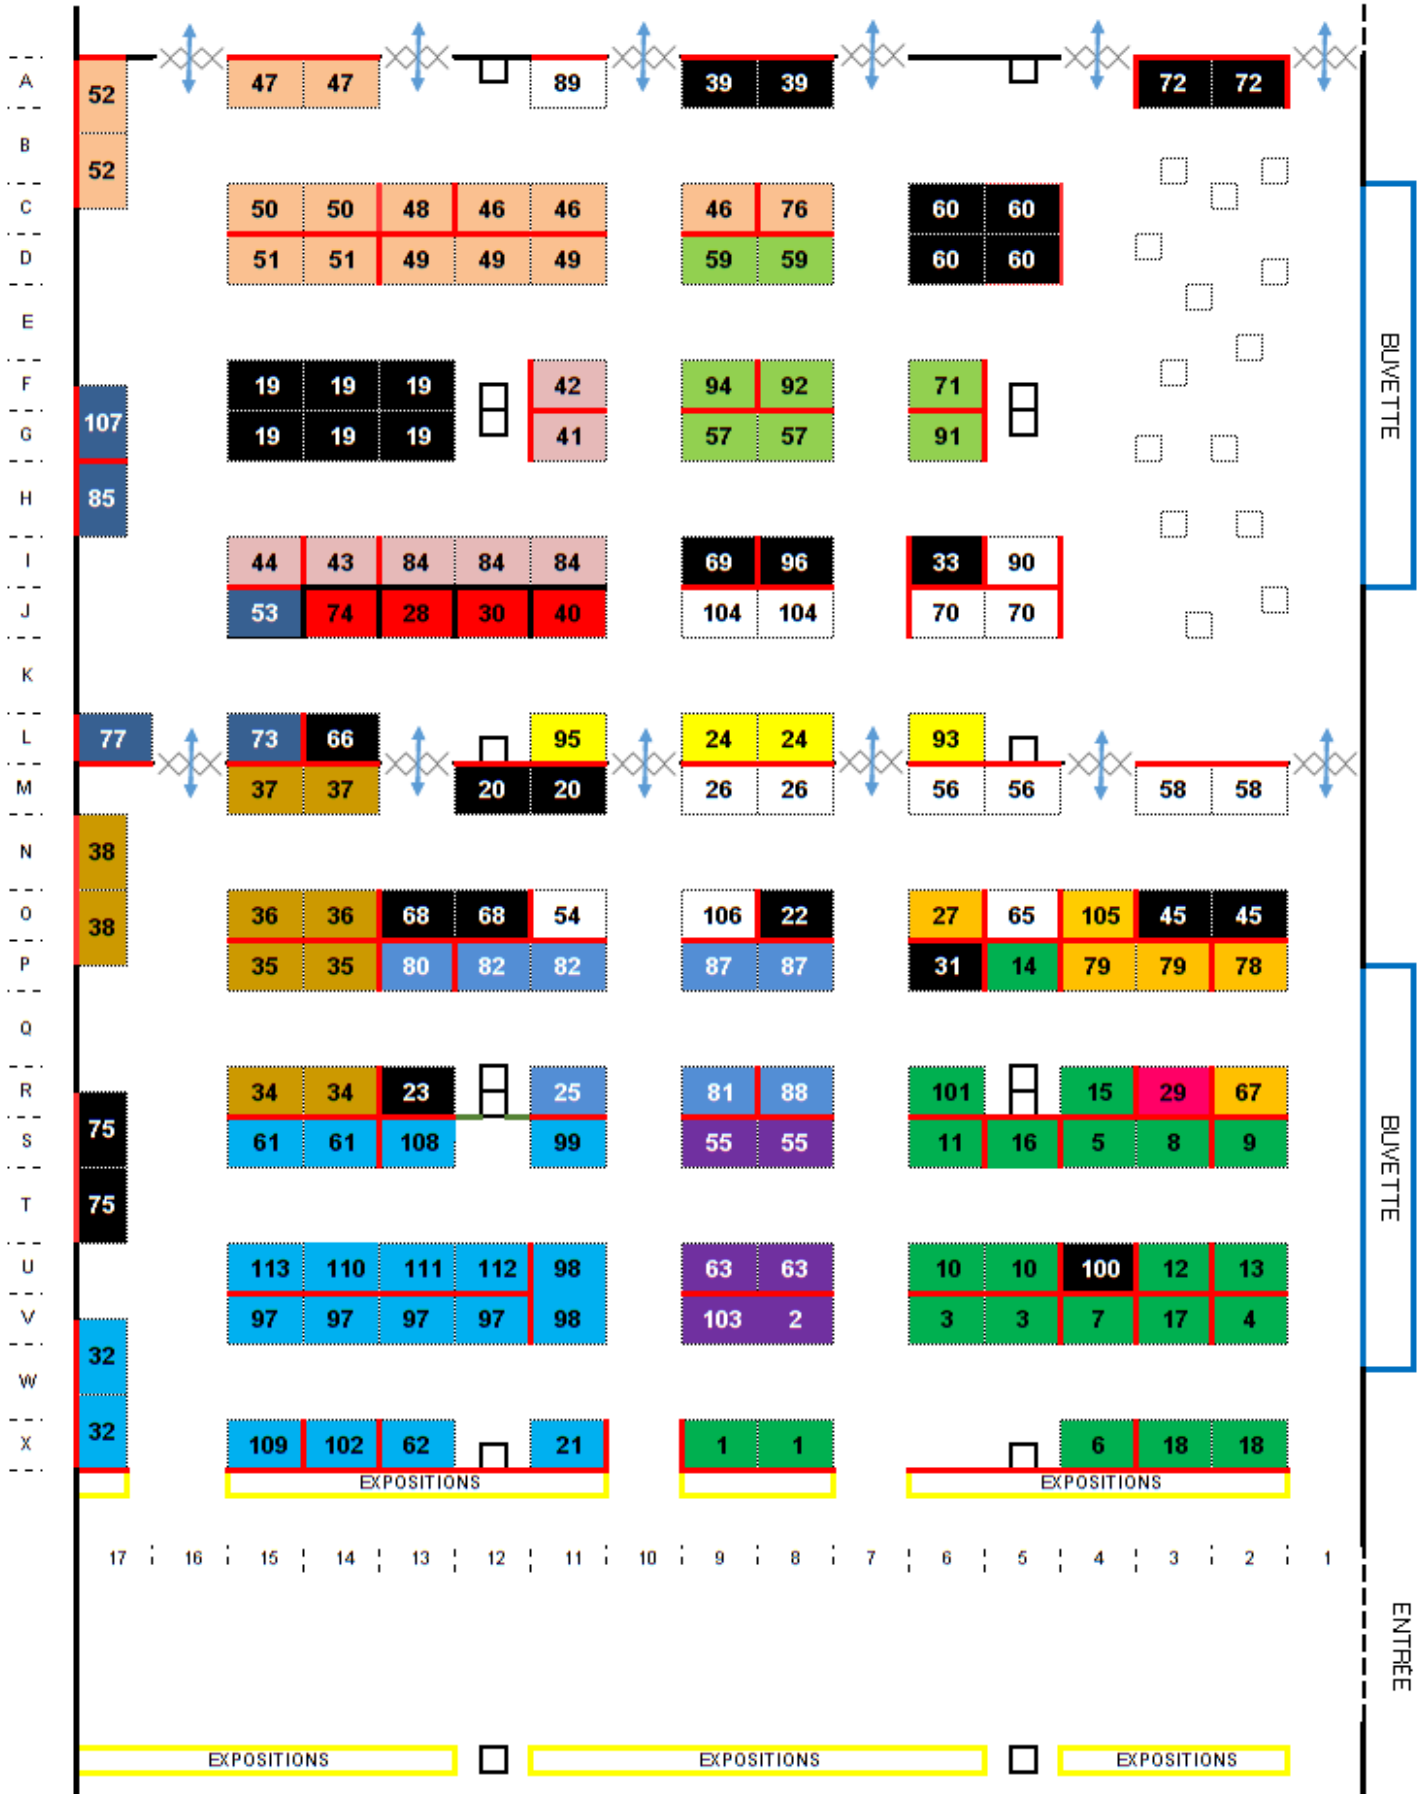 A 52 47 47 89 39 39 72 72
B 52
C 50 50 48 46 46 46 76 60 60
D 51 51 49 49 49 59 59 60 60
E
BUVETTE
F 19 19 19 42 94 92 71
G 107 19 19 19 41 57 57 91
H 85
I 44 43 84 84 84 69 96 33 90
J 53 74 28 30 40 104 104 70 70
K
L 77 73 66 95 24 24 93
M 37 37 20 20 26 26 56 56 58 58
N 38
O 38 36 36 68 68 54 106 22 27 65 105 45 45
P 35 35 80 82 82 87 87 31 14 79 79 78
Q
BUVETTE
R 34 34 23 25 81 88 101 15 29 67
S 75 61 61 108 99 55 55 11 16 5 8 9
T 75
U 113 110 111 112 98 63 63 10 10 100 12 13
V 97 97 97 97 98 103 2 3 3 7 17 4
W 32
X 32 109 102 62 21 1 1 6 18 18
EXPOSITIONS EXPOSITIONS
17 16 15 14 13 12 11 10 9 8 7 6 5 4 3 2 1
ENTRÉE
EXPOSITIONS EXPOSITIONS EXPOSITIONS